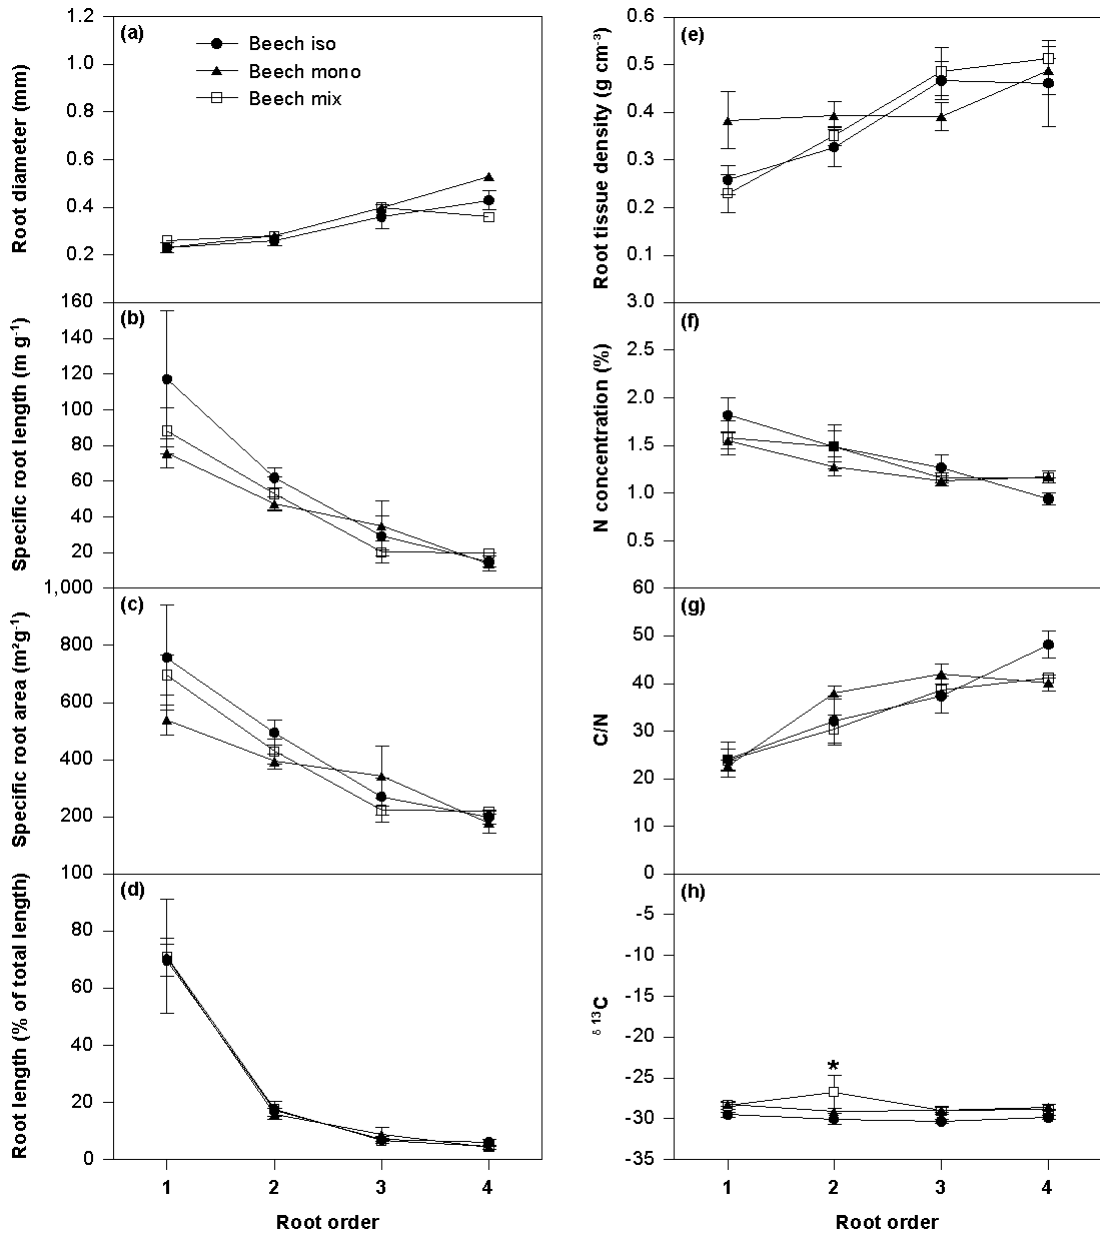 (a)
Beech iso
Beech mono
Beech mix
Root diameter (mm)
1.2
1.0
0.8
0.6
0.4
0.2
160
(b)
Specific root length (m g⁻¹)
140
120
100
80
60
40
20
1,000
(c)
Specific root area (m²g⁻¹)
800
600
400
200
100
(d)
Root length (% of total length)
80
60
40
20
0
1 2 3 4
Root order
(e)
Root tissue density (g cm⁻³)
0.6
0.5
0.4
0.3
0.2
0.1
3.0
(f)
N concentration (%)
2.5
2.0
1.5
1.0
0.5
60
(g)
C/N
50
40
30
20
10
0
(h)
δ ¹³C
-5
-10
-15
-20
-25
-30
-35
*
1 2 3 4
Root order